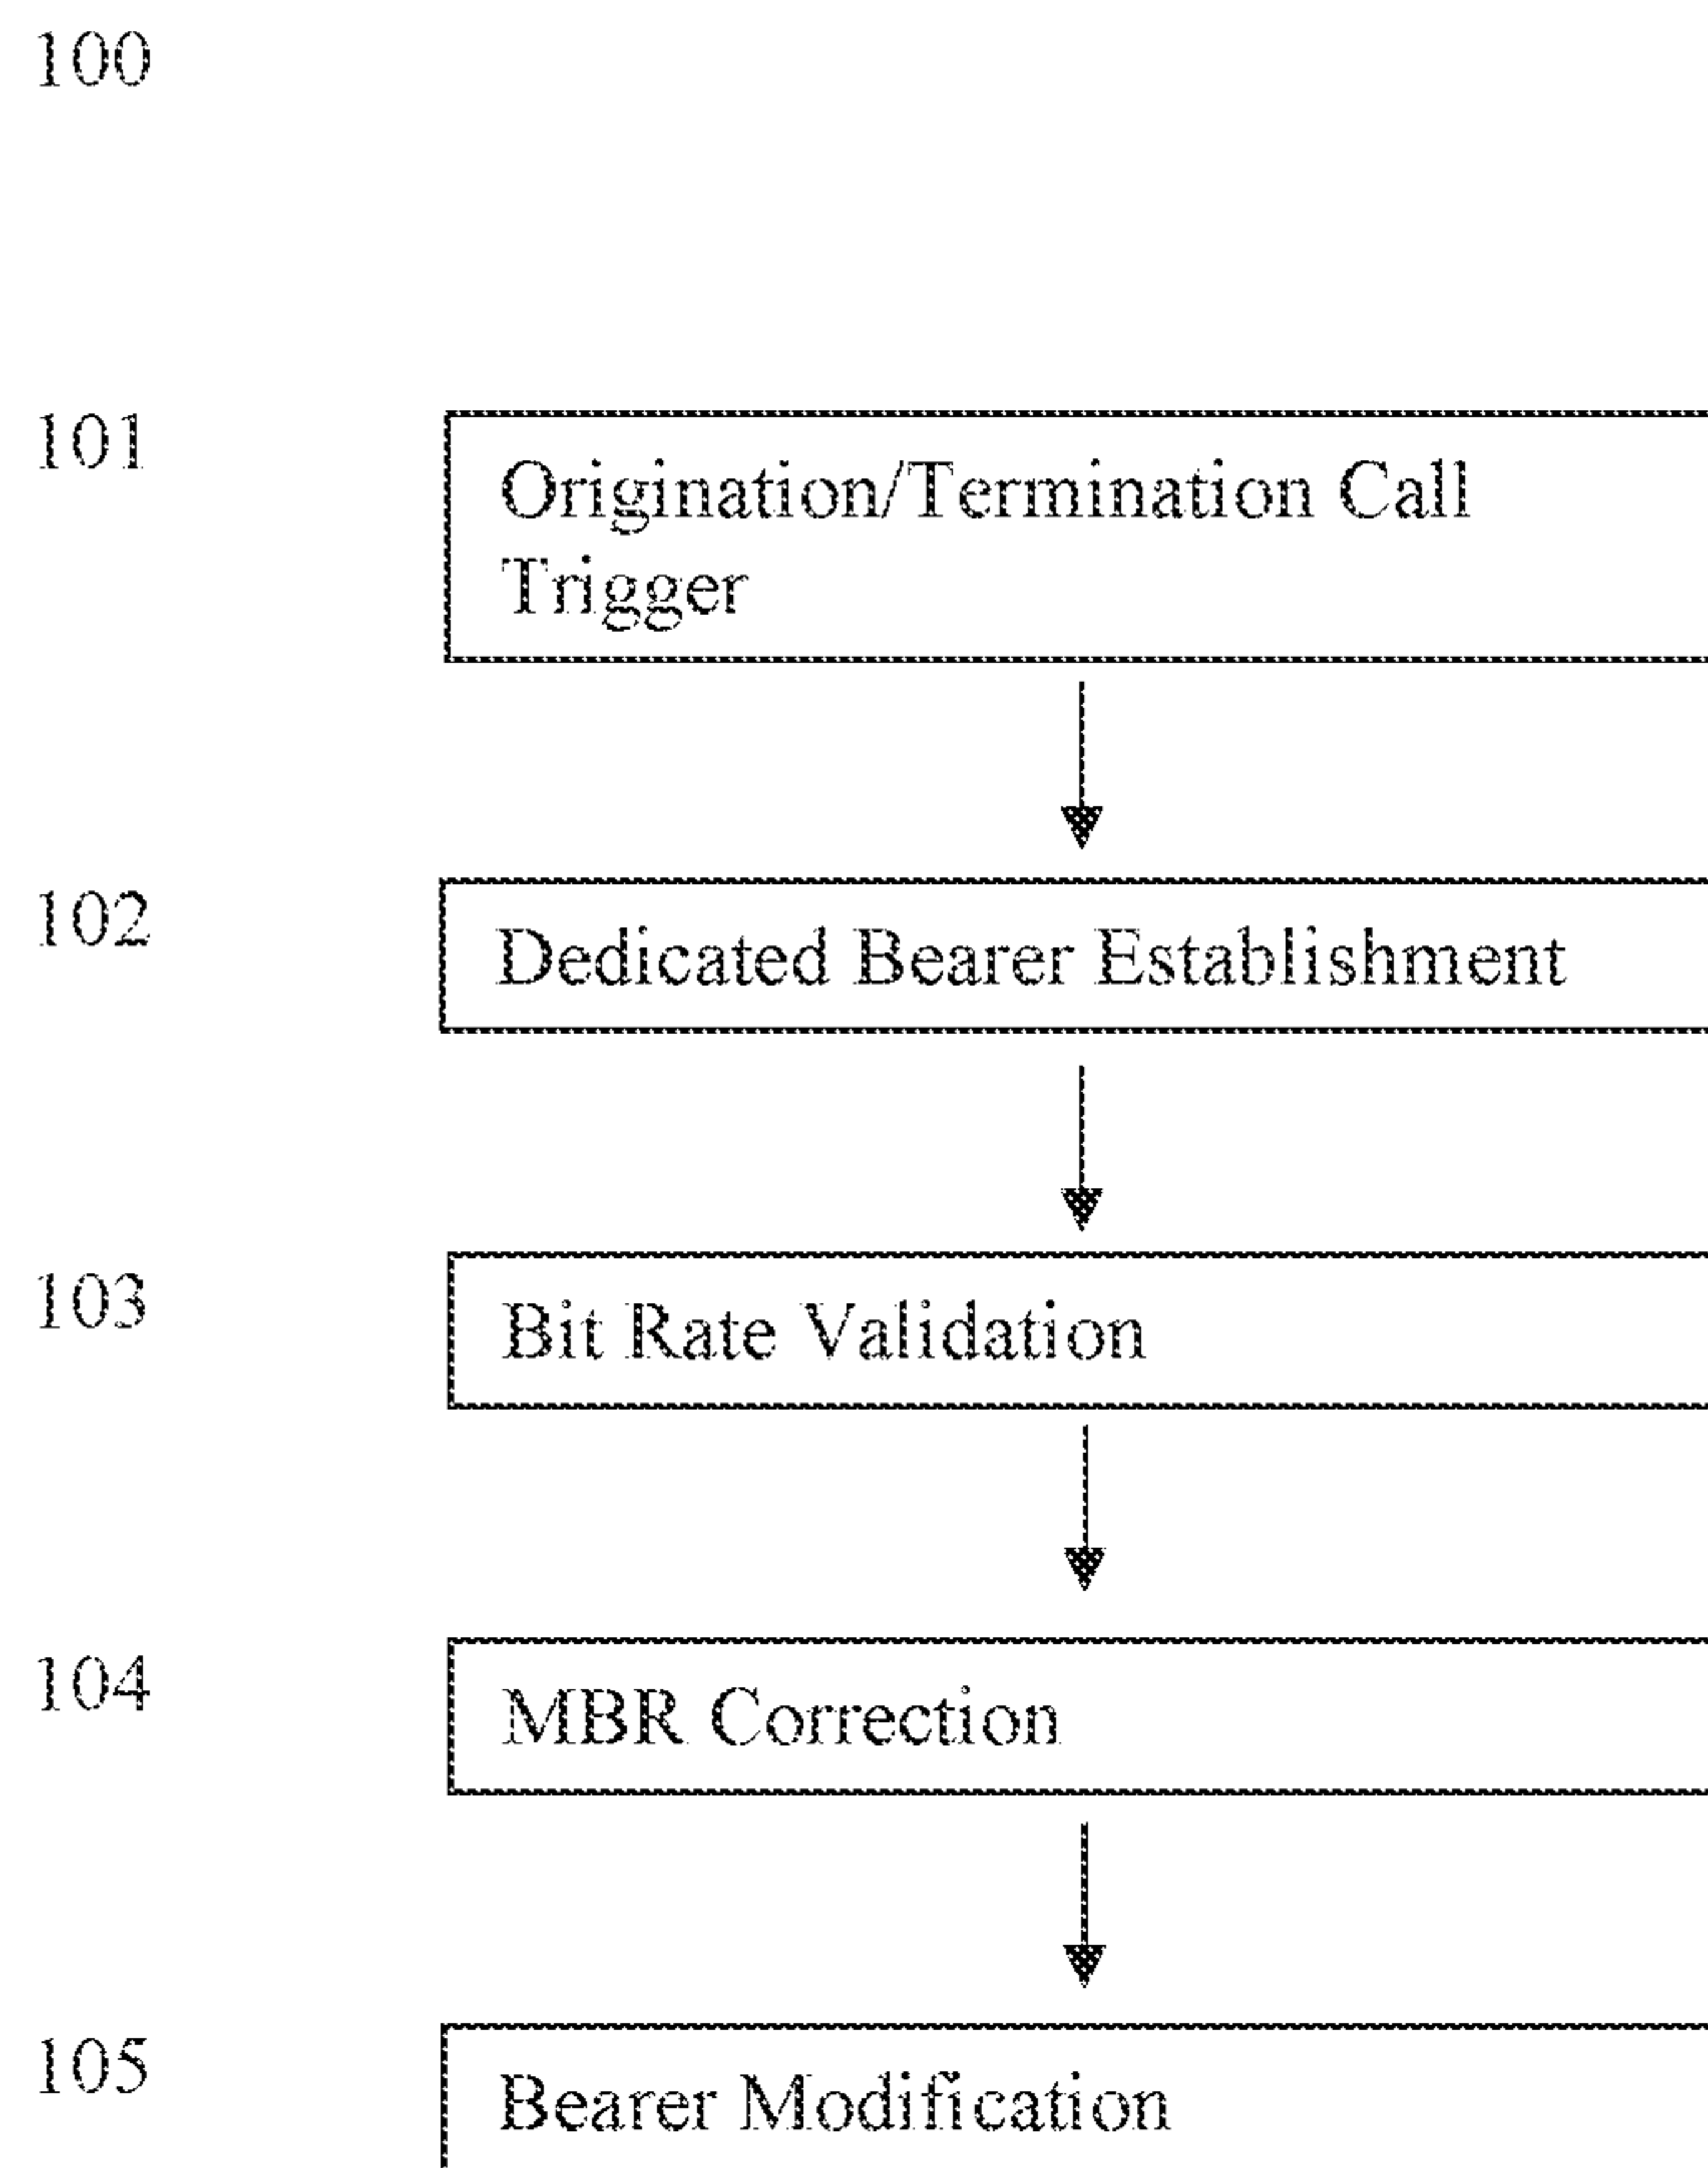 100
101
Origination/Termination Call
Trigger
102
Dedicated Bearer Establishment
103
Bit Rate Validation
104
MBR Correction
105
Bearer Modification